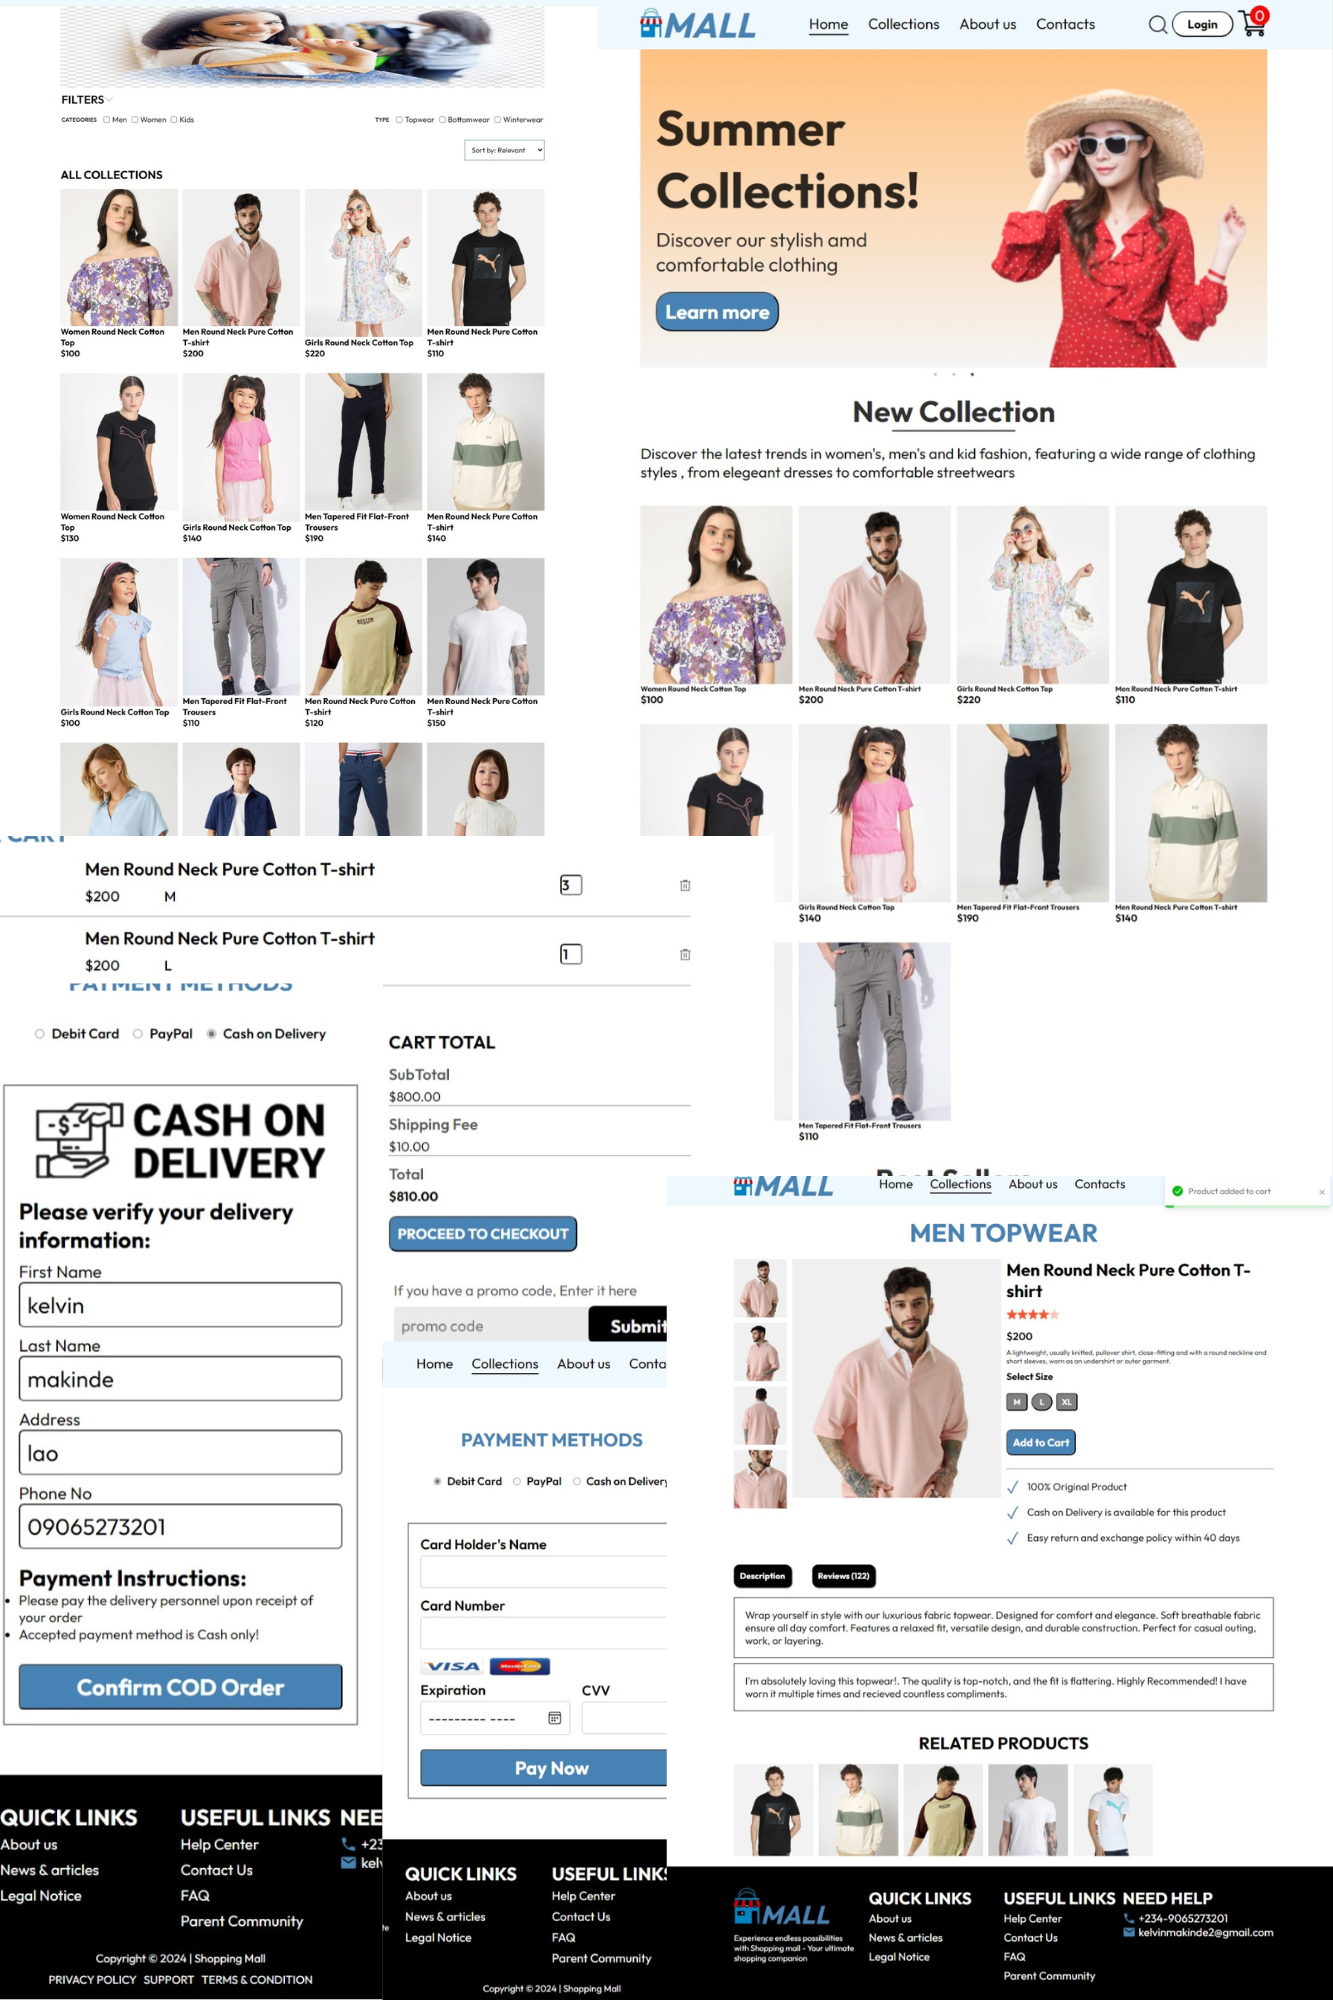 FILTERS
CATEGORIES Men Women Kids
TYPE Topwear Bottomwear Winterwear
Sort by: Relevant
ALL COLLECTIONS
Women Round Neck Cotton
Top
$100
Men Round Neck Pure Cotton
T-shirt
$200
Girls Round Neck Cotton Top
$220
Men Round Neck Pure Cotton
T-shirt
$110
Women Round Neck Cotton
Top
$130
Girls Round Neck Cotton Top
$140
Men Tapered Fit Flat-Front
Trousers
$190
Men Round Neck Pure Cotton
T-shirt
$140
Girls Round Neck Cotton Top
$100
Men Tapered Fit Flat-Front
Trousers
$110
Men Round Neck Pure Cotton
T-shirt
$120
Men Round Neck Pure Cotton
T-shirt
$150
MALL
Home Collections About us Contacts
Login
0
Summer
Collections!
Discover our stylish amd
comfortable clothing
Learn more
New Collection
Discover the latest trends in women's, men's and kid fashion, featuring a wide range of clothing
styles , from elegeant dresses to comfortable streetwears
Women Round Neck Cotton Top
$100
Men Round Neck Pure Cotton T-shirt
$200
Girls Round Neck Cotton Top
$220
Men Round Neck Pure Cotton T-shirt
$110
Girls Round Neck Cotton Top
$140
Men Tapered Fit Flat-Front Trousers
$190
Men Round Neck Pure Cotton T-shirt
$140
Men Tapered Fit Flat-Front Trousers
$110
Best Sellers
CART
Men Round Neck Pure Cotton T-shirt
$200 M
3
Men Round Neck Pure Cotton T-shirt
$200 L
1
PAYMENT METHODS
Debit Card PayPal Cash on Delivery
CASH ON
DELIVERY
Please verify your delivery
information:
First Name
kelvin
Last Name
makinde
Address
lao
Phone No
09065273201
Payment Instructions:
Please pay the delivery personnel upon receipt of
your order
Accepted payment method is Cash only!
Confirm COD Order
QUICK LINKS
About us
News & articles
Legal Notice
USEFUL LINKS
Help Center
Contact Us
FAQ
Parent Community
NEE
+23
kelv
Copyright © 2024 | Shopping Mall
PRIVACY POLICY SUPPORT TERMS & CONDITION
CART TOTAL
SubTotal
$800.00
Shipping Fee
$10.00
Total
$810.00
PROCEED TO CHECKOUT
If you have a promo code, Enter it here
promo code
Submit
Home Collections About us Conta
PAYMENT METHODS
Debit Card PayPal Cash on Delivery
Card Holder's Name
Card Number
VISA MasterCard
Expiration
CVV
--------- ----
Pay Now
QUICK LINKS
About us
News & articles
Legal Notice
USEFUL LINKS
Help Center
Contact Us
FAQ
Parent Community
Copyright © 2024 | Shopping Mall
MALL
Home Collections About us Contacts
Product added to cart
MEN TOPWEAR
Men Round Neck Pure Cotton T-
shirt
$200
A lightweight, usually knitted, pullover shirt, close-fitting and with a round neckline and
short sleeves, worn as an undershirt or outer garment.
Select Size
M L XL
Add to Cart
100% Original Product
Cash on Delivery is available for this product
Easy return and exchange policy within 40 days
Description
Reviews (122)
Wrap yourself in style with our luxurious fabric topwear. Designed for comfort and elegance. Soft breathable fabric
ensure all day comfort. Features a relaxed fit, versatile design, and durable construction. Perfect for casual outing,
work, or layering.
I'm absolutely loving this topwear!. The quality is top-notch, and the fit is flattering. Highly Recommended! I have
worn it multiple times and recieved countless compliments.
RELATED PRODUCTS
MALL
Experience endless possibilities
with Shopping mall - Your ultimate
shopping companion
QUICK LINKS
About us
News & articles
Legal Notice
USEFUL LINKS
Help Center
Contact Us
FAQ
Parent Community
NEED HELP
+234-9065273201
kelvinmakinde2@gmail.com